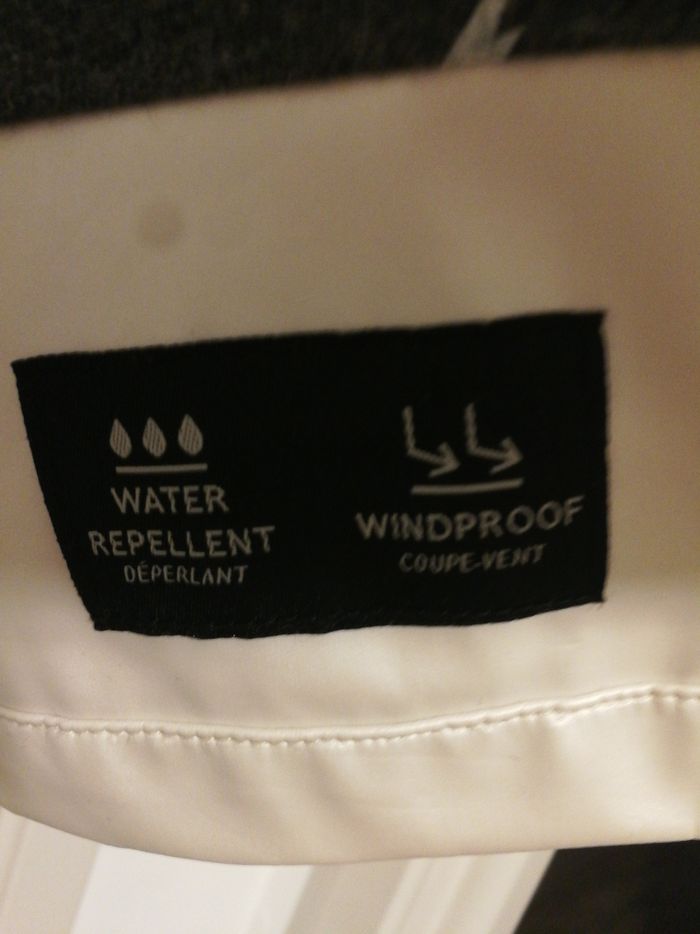 WATER
REPELLENT
DÉPERLANT
WINDPROOF
COUPE-VENT